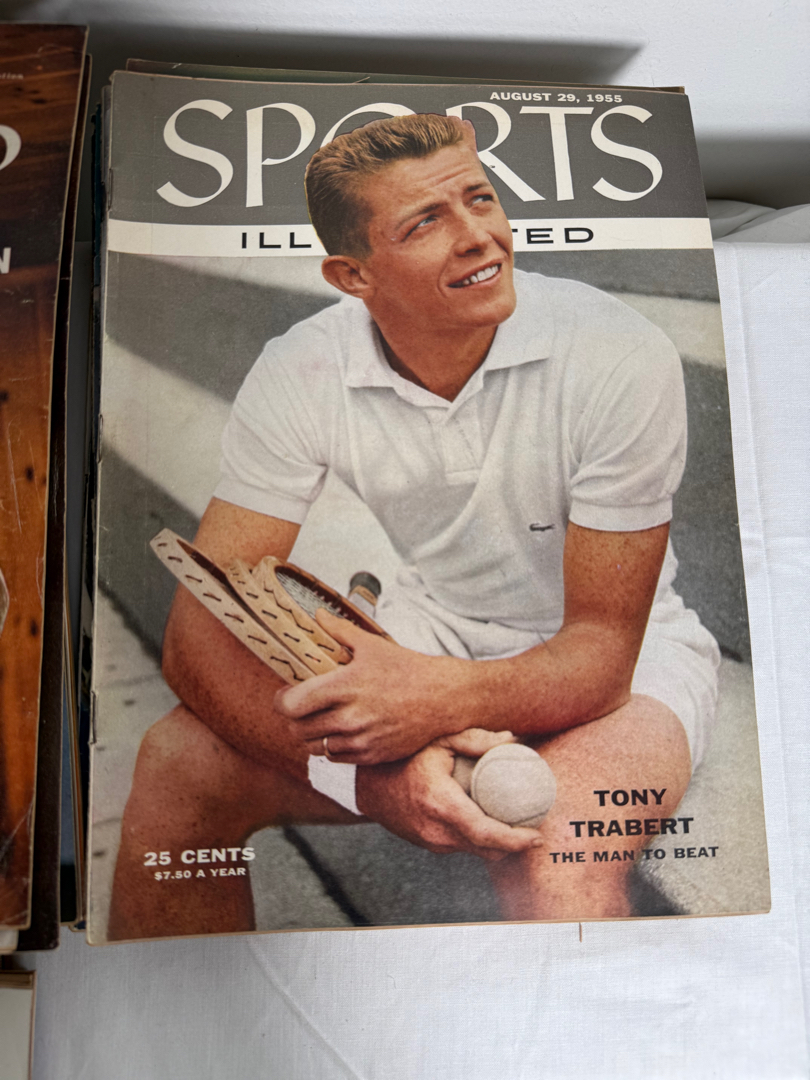 AUGUST 29, 1955
SPORTS
ILL TED
25 CENTS
$7.50 A YEAR
TONY
TRABERT
THE MAN TO BEAT
N